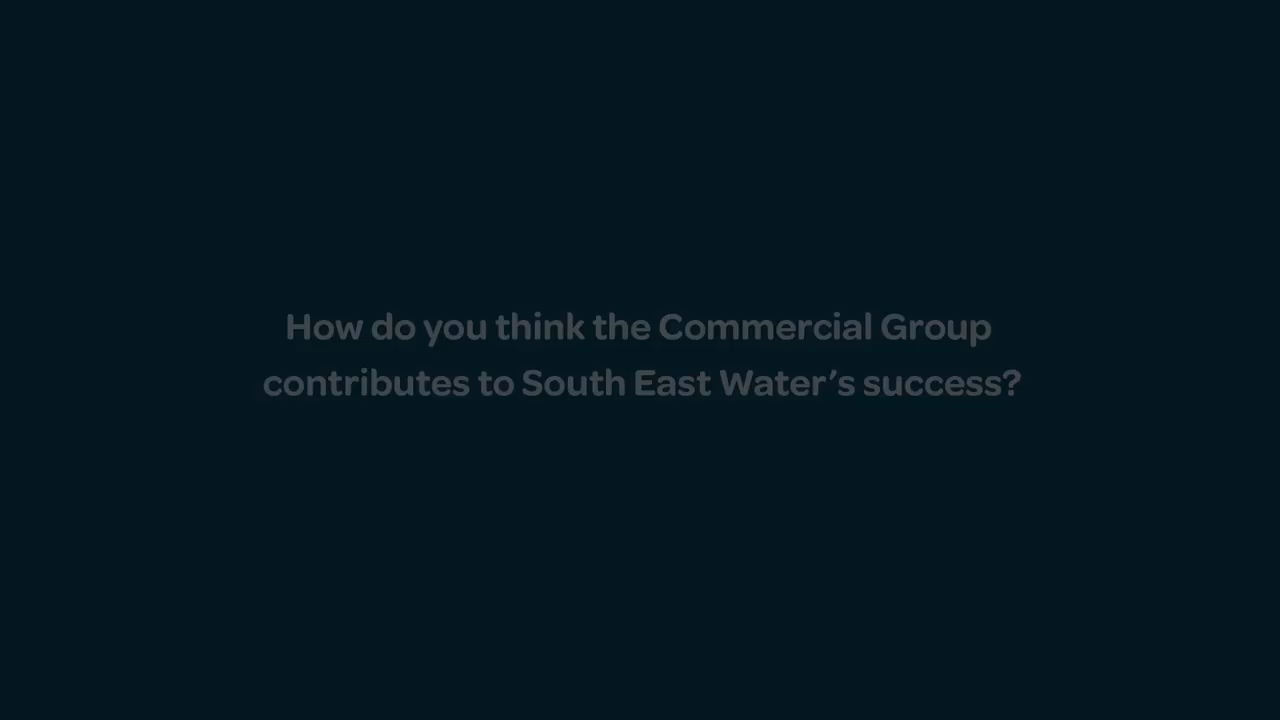 How do you think the Commercial Group
contributes to South East Water’s success?